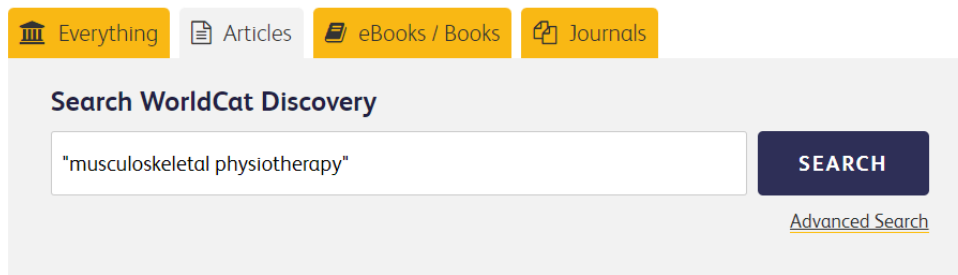 Everything Articles eBooks / Books Journals
Search WorldCat Discovery
"musculoskeletal physiotherapy" SEARCH
Advanced Search